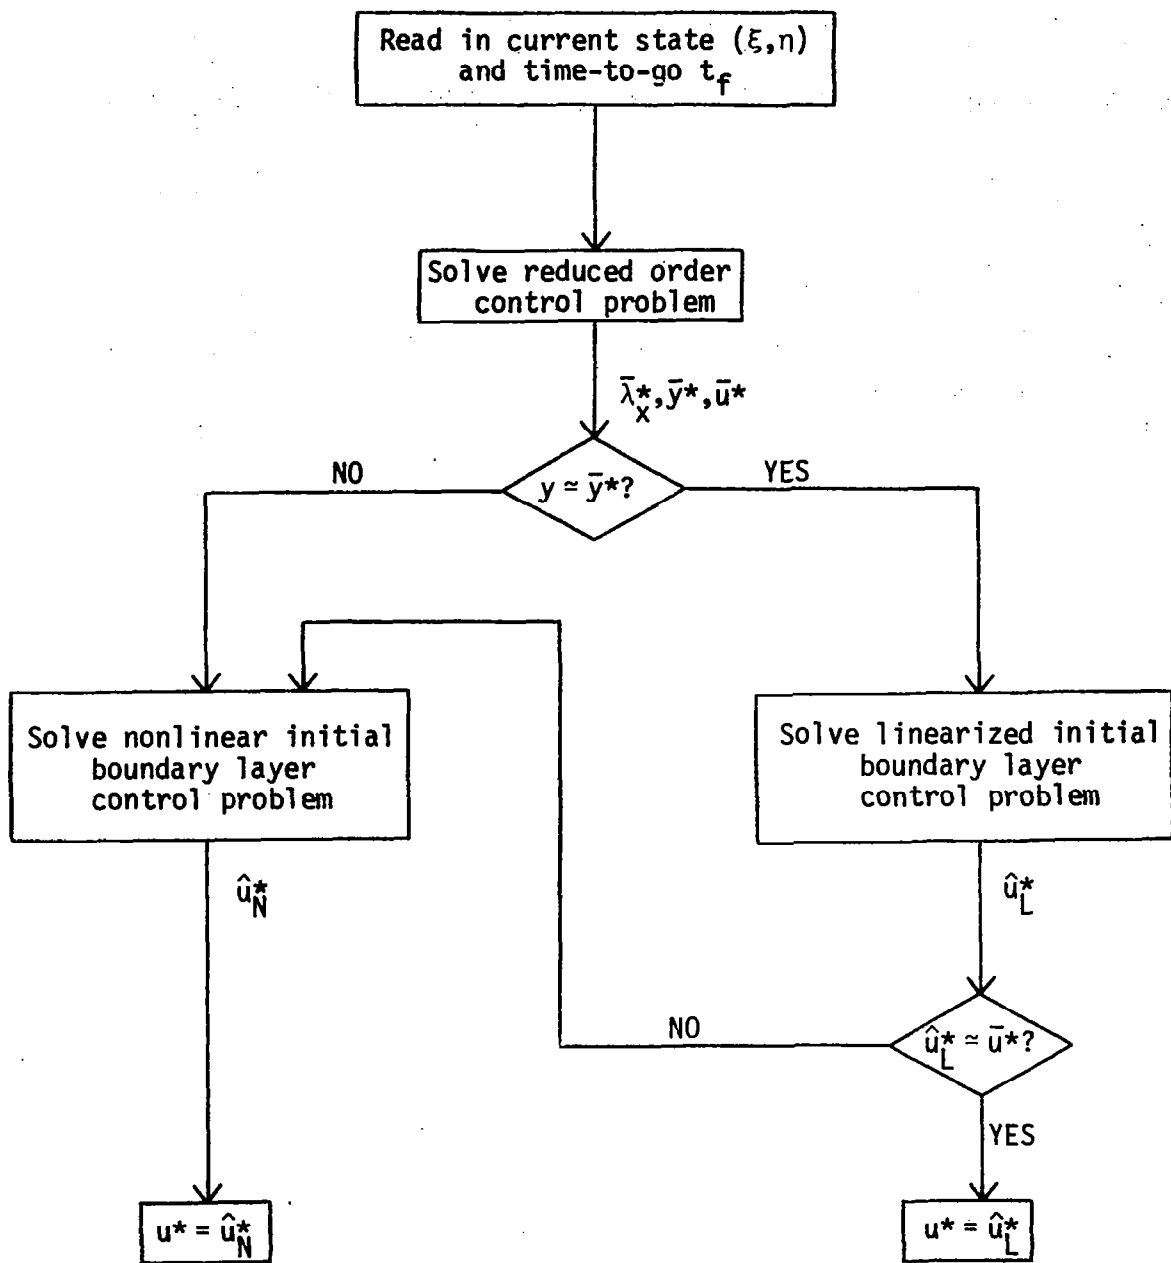 Read in current state (ξ,η)
and time-to-go t_f
Solve reduced order
control problem
λ̄*_x, ȳ*, ū*
NO
y ≃ ȳ*?
YES
Solve nonlinear initial
boundary layer
control problem
Solve linearized initial
boundary layer
control problem
û*_N
û*_L
NO
û*_L ≃ ū*?
YES
u* = û*_N
u* = û*_L